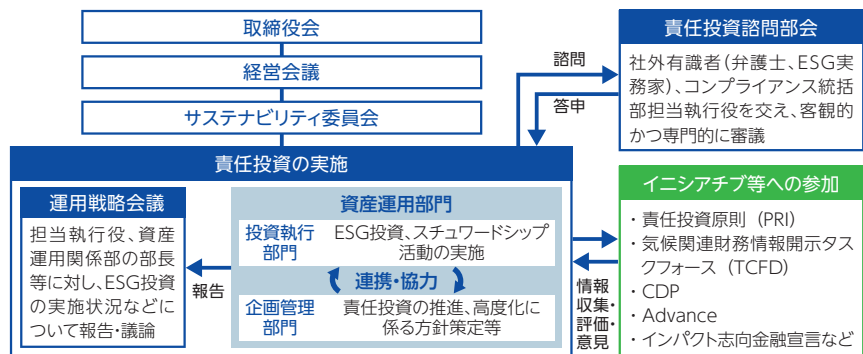 取締役会
経営会議
サステナビリティ委員会
諮問
答申
責任投資諮問部会
社外有識者(弁護士、ESG実
務家)、コンプライアンス統括
部担当執行役を交え、客観的
かつ専門的に審議
責任投資の実施
運用戦略会議
担当執行役、資産
運用関係部の部長
等に対し、ESG投資
の実施状況などに
ついて報告・議論
報告
資産運用部門
投資執行
部門
ESG投資、スチュワードシップ
活動の実施
連携・協力
企画管理
部門
責任投資の推進、高度化に
係る方針策定等
情報
収集・
評価・
意見
イニシアチブ等への参加
・責任投資原則（PRI）
・気候関連財務情報開示タス
クフォース（TCFD）
・CDP
・Advance
・インパクト志向金融宣言など